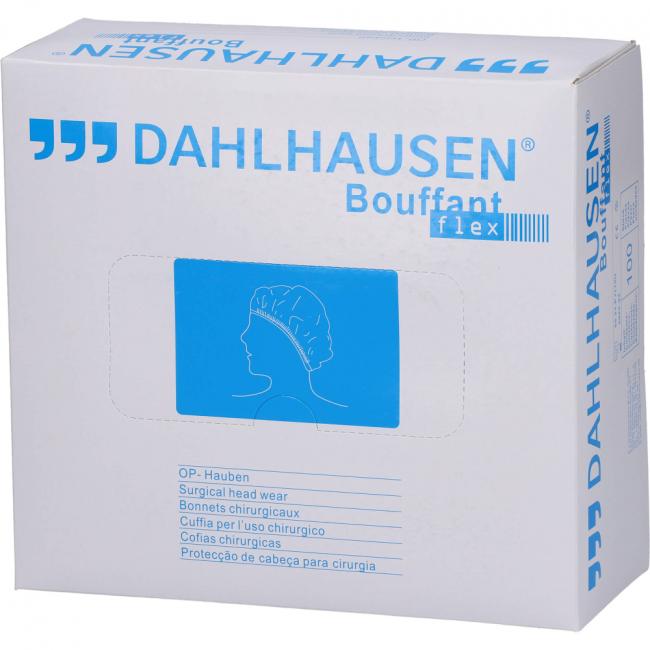 DAHLHAUSEN®
Bouffant
DAHLHAUSEN®
Bouffant
flex
OP- Hauben
Surgical head wear
Bonnets chirurgicaux
Cuffia per l'uso chirurgico
Cofias chirurgicas
Protecção de cabeça para cirurgia
DAHLHAUSEN®
Bouffant
100